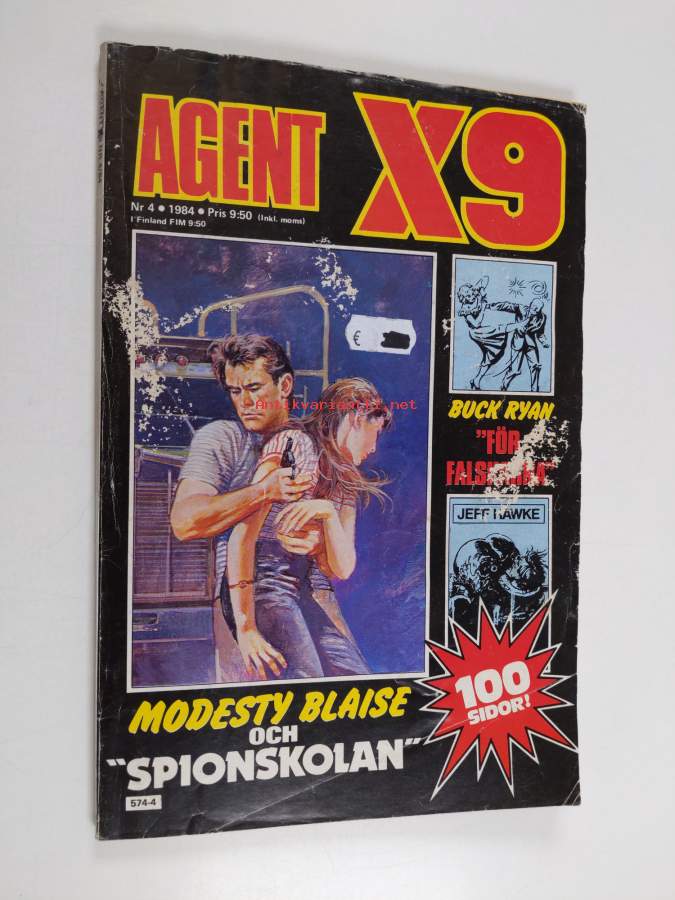 AGENT X9
Nr 4 • 1984 • Pris 9:50 (Inkl. moms)
I Finland FIM 9:50
€
Antikvariaatti.net
BUCK RYAN
"FÖR
JEFF HAWKE
100
SIDOR!
MODESTY BLAISE
OCH
"SPIONSKOLAN"
574-4